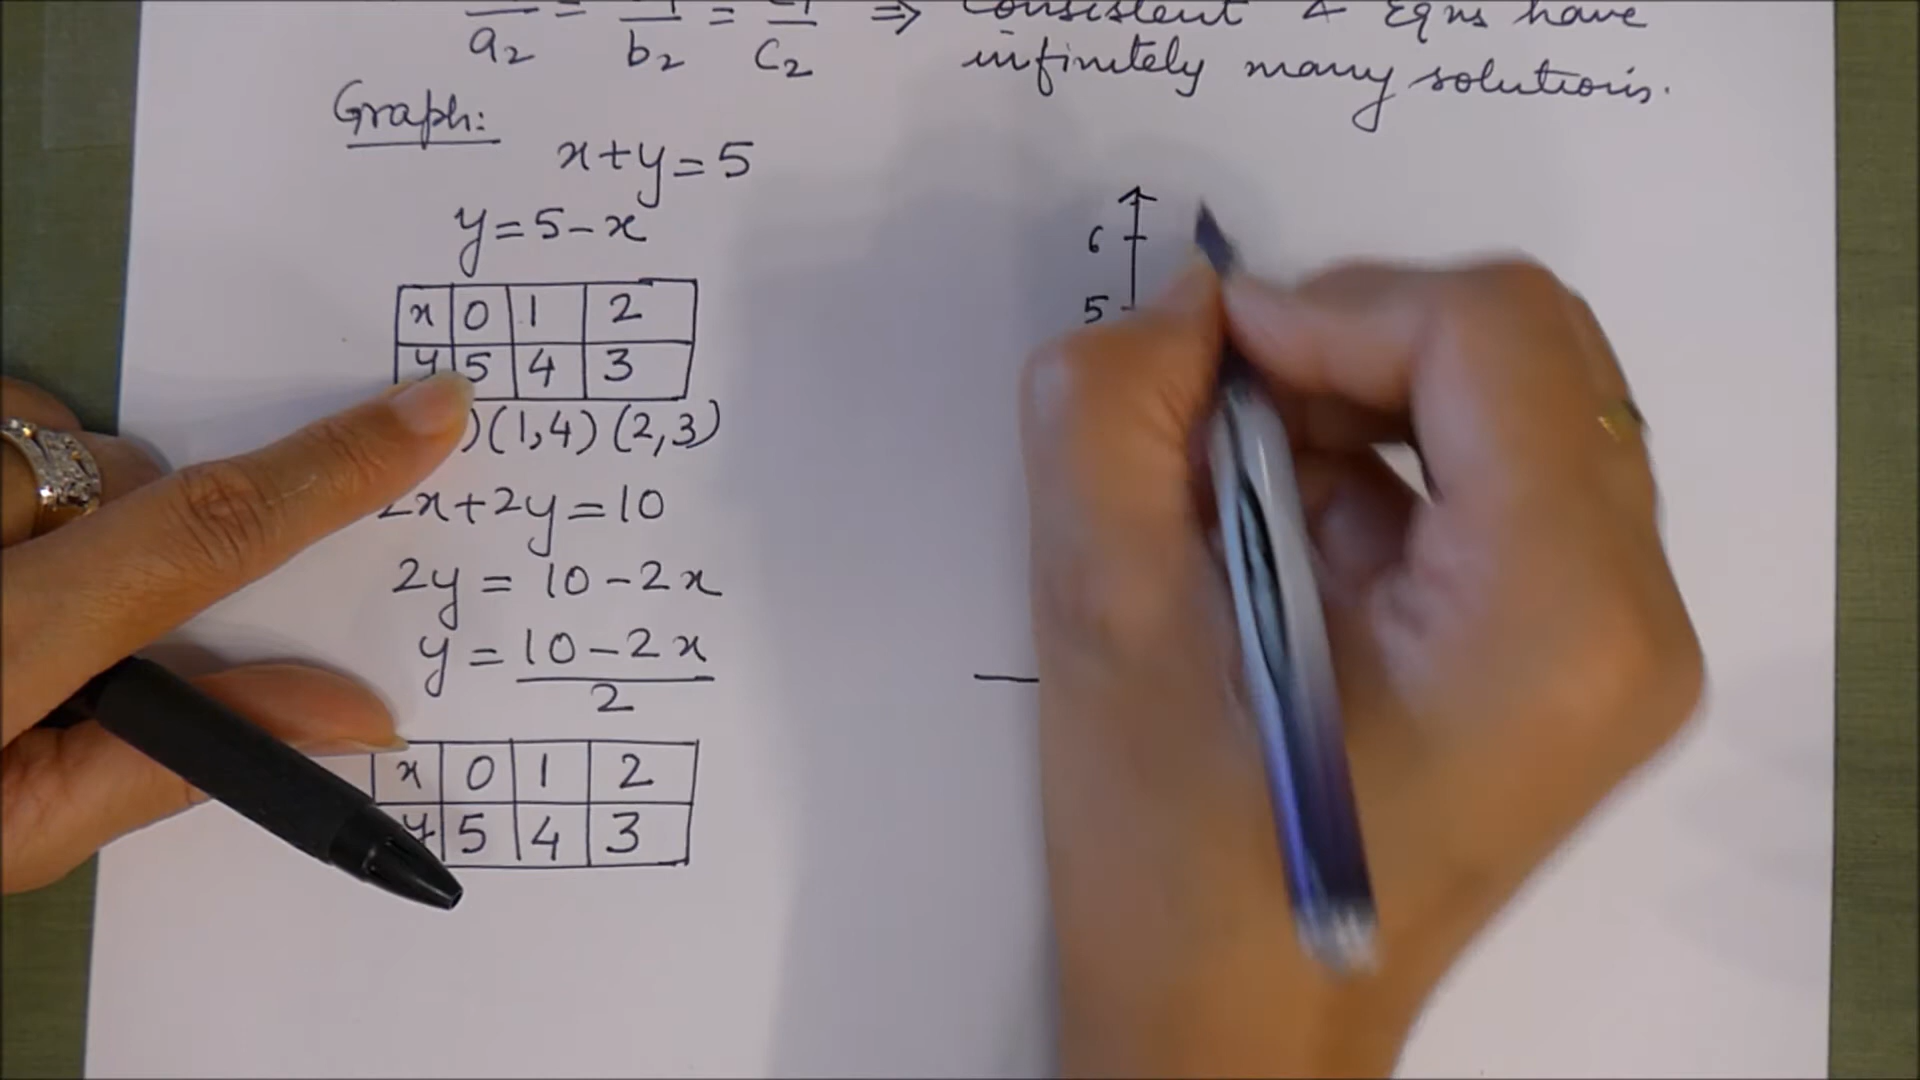 a₂ = b₂ = c₂ ⇒ Consistent & Eqns have
infinitely many solutions.
Graph:
x+y=5
y=5-x
x 0 1 2
y 5 4 3
)(1,4) (2,3)
2x+2y=10
2y = 10-2x
y = 10-2x
2
x 0 1 2
y 5 4 3
6
5